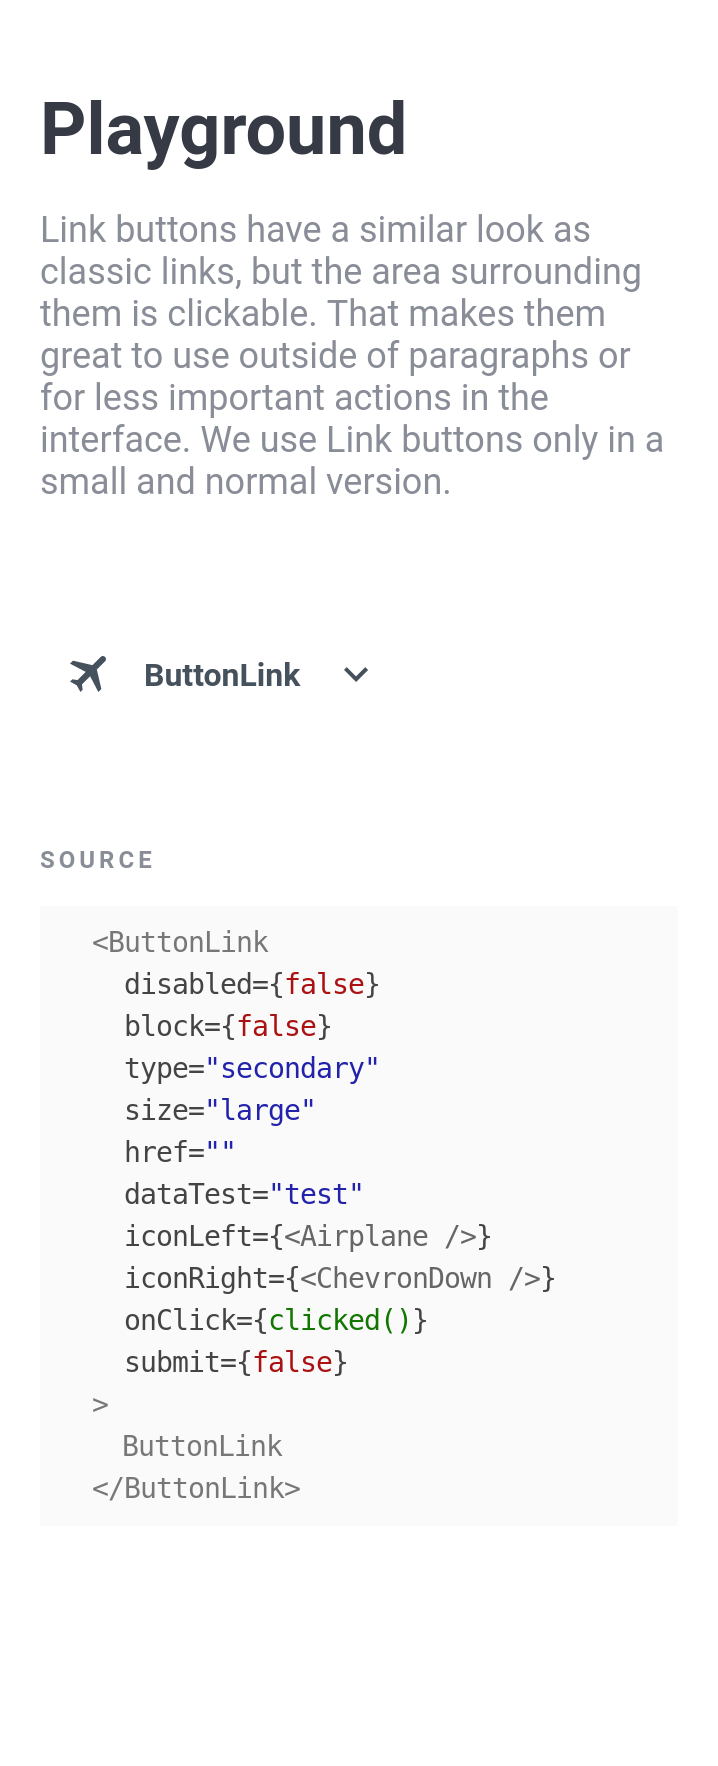 Playground
Link buttons have a similar look as
classic links, but the area surrounding
them is clickable. That makes them
great to use outside of paragraphs or
for less important actions in the
interface. We use Link buttons only in a
small and normal version.
ButtonLink
SOURCE
<ButtonLink
  disabled={false}
  block={false}
  type="secondary"
  size="large"
  href=""
  dataTest="test"
  iconLeft={<Airplane />}
  iconRight={<ChevronDown />}
  onClick={clicked()}
  submit={false}
>
  ButtonLink
</ButtonLink>